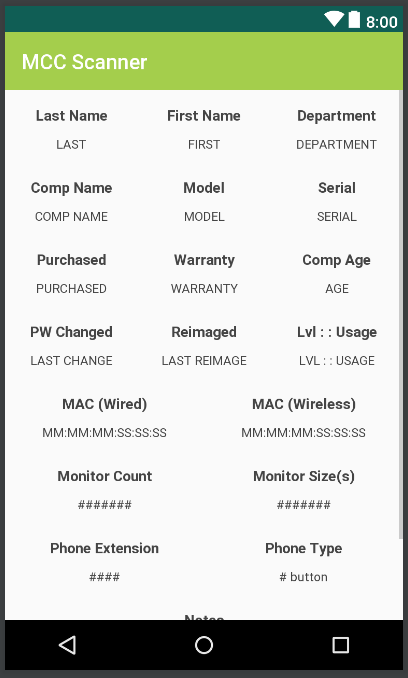 8:00
MCC Scanner
Last Name First Name Department
LAST FIRST DEPARTMENT
Comp Name Model Serial
COMP NAME MODEL SERIAL
Purchased Warranty Comp Age
PURCHASED WARRANTY AGE
PW Changed Reimaged Lvl : : Usage
LAST CHANGE LAST REIMAGE LVL : : USAGE
MAC (Wired) MAC (Wireless)
MM:MM:MM:SS:SS:SS MM:MM:MM:SS:SS:SS
Monitor Count Monitor Size(s)
####### #######
Phone Extension Phone Type
#### # button
Notes